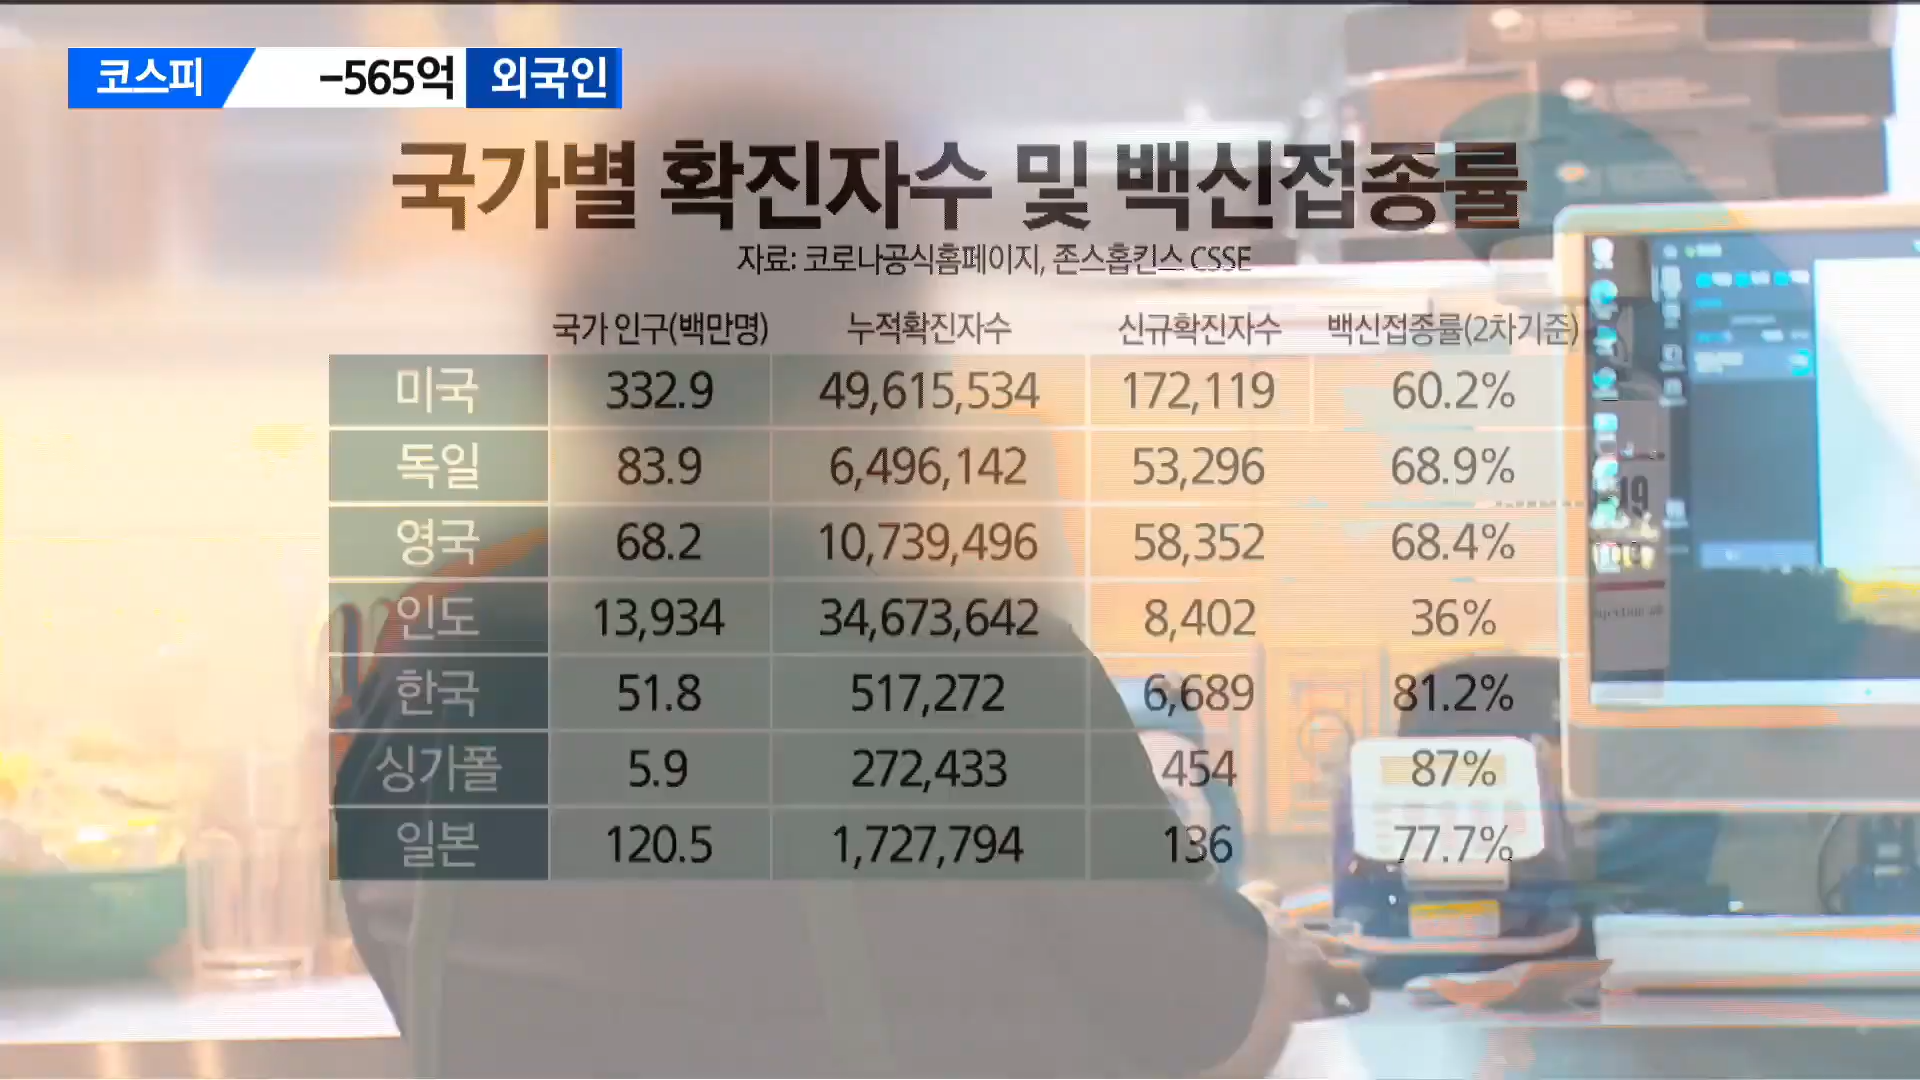 코스피 -565억 외국인
국가별 확진자수 및 백신접종률
자료: 코로나공식홈페이지, 존스홉킨스 CSSE
국가 인구(백만명) 누적확진자수 신규확진자수 백신접종률(2차기준)
미국 332.9 49,615,534 172,119 60.2%
독일 83.9 6,496,142 53,296 68.9%
영국 68.2 10,739,496 58,352 68.4%
인도 13,934 34,673,642 8,402 36%
한국 51.8 517,272 6,689 81.2%
싱가폴 5.9 272,433 454 87%
일본 120.5 1,727,794 136 77.7%